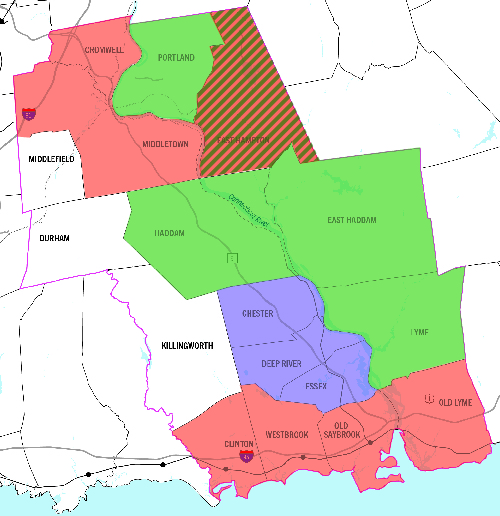 CROMWELL
PORTLAND
EAST HAMPTON
MIDDLETOWN
MIDDLEFIELD
DURHAM
HADDAM
Connecticut River
EAST HADDAM
CHESTER
LYME
KILLINGWORTH
DEEP RIVER
ESSEX
OLD LYME
CLINTON
WESTBROOK
OLD
SAYBROOK